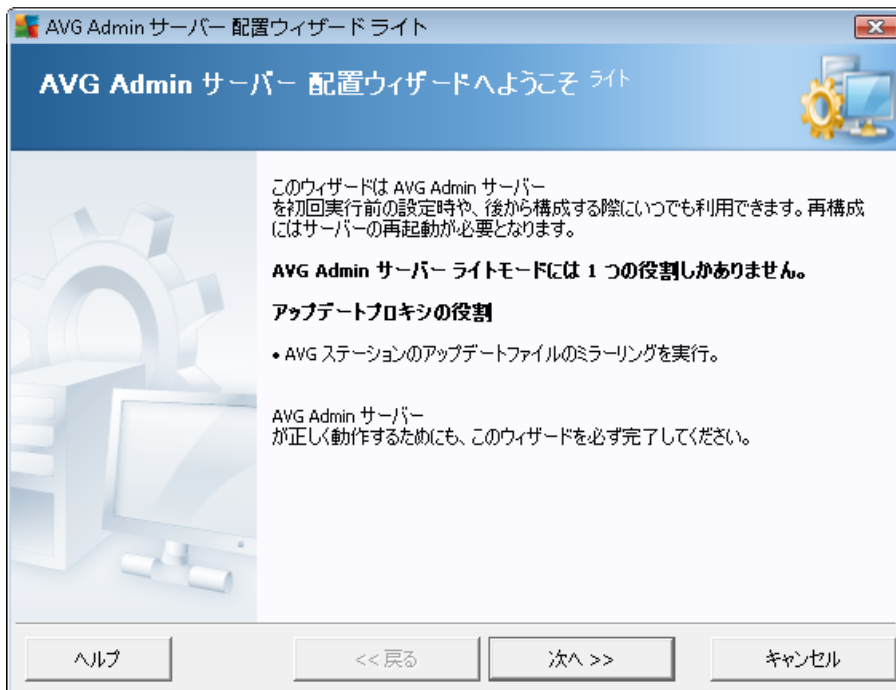 AVG Admin サーバー 配置ウィザード ライト
AVG Admin サーバー 配置ウィザードへようこそ ライト
このウィザードは AVG Admin サーバー
を初回実行前の設定時や、後から構成する際にいつでも利用できます。再構成
にはサーバーの再起動が必要となります。
AVG Admin サーバー ライトモードには 1 つの役割しかありません。
アップデートプロキシの役割
• AVG ステーションのアップデートファイルのミラーリングを実行。
AVG Admin サーバー
が正しく動作するためにも、このウィザードを必ず完了してください。
ヘルプ
<< 戻る
次へ >>
キャンセル